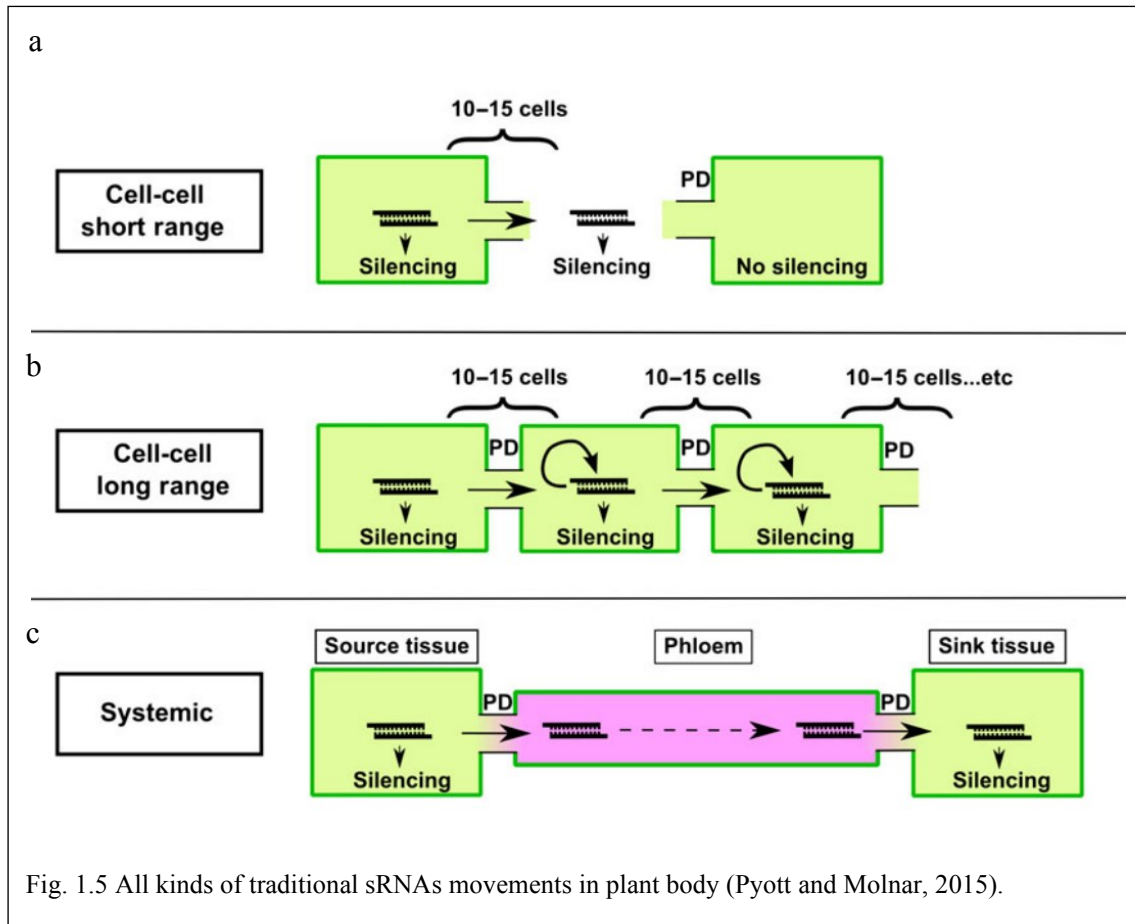 a
10–15 cells
Cell-cell
short range
PD
Silencing
Silencing
No silencing
b
10–15 cells
10–15 cells
10–15 cells...etc
Cell-cell
long range
PD
PD
PD
Silencing
Silencing
Silencing
c
Source tissue
Phloem
Sink tissue
Systemic
PD
PD
Silencing
Silencing
Fig. 1.5 All kinds of traditional sRNAs movements in plant body (Pyott and Molnar, 2015).